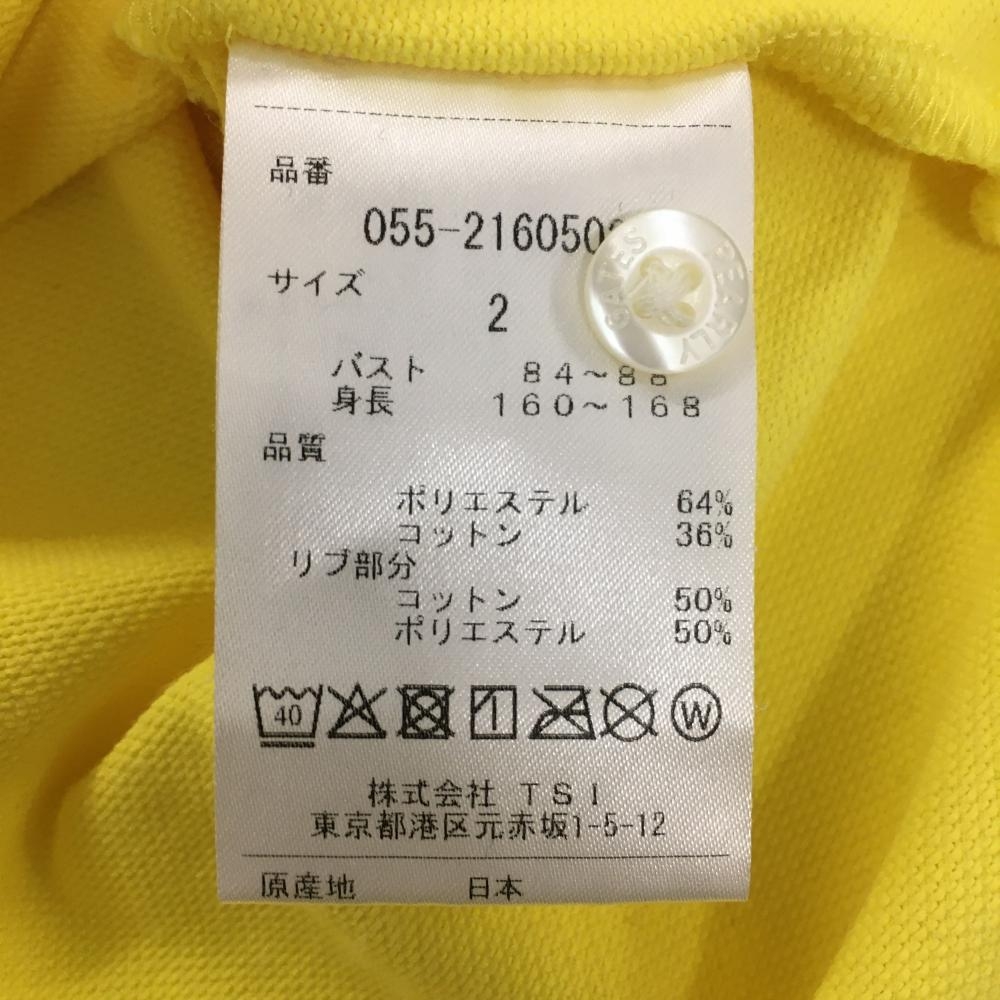 品番
055-216050
サイズ
2
バスト 84~88
身長 160~168
品質
ポリエステル 64%
コットン 36%
リブ部分
コットン 50%
ポリエステル 50%
40
W
株式会社 TSI
東京都港区元赤坂1-5-12
原産地 日本
PEARLY GATES